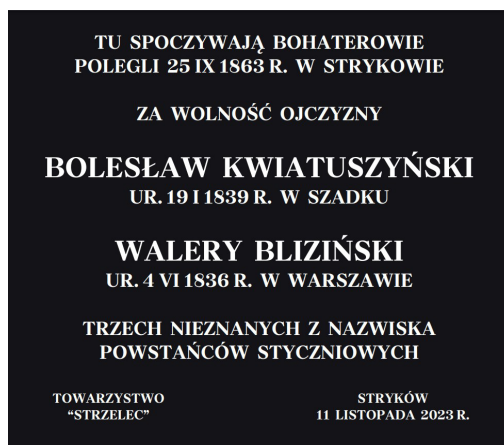 TU SPOCZYWAJĄ BOHATEROWIE
POLEGLI 25 IX 1863 R. W STRYKOWIE
ZA WOLNOŚĆ OJCZYZNY
BOLESŁAW KWIATUSZYŃSKI
UR. 19 I 1839 R. W SZADKU
WALERY BLIZIŃSKI
UR. 4 VI 1836 R. W WARSZAWIE
TRZECH NIEZNANYCH Z NAZWISKA
POWSTAŃCÓW STYCZNIOWYCH
TOWARZYSTWO
“STRZELEC”
STRYKÓW
11 LISTOPADA 2023 R.